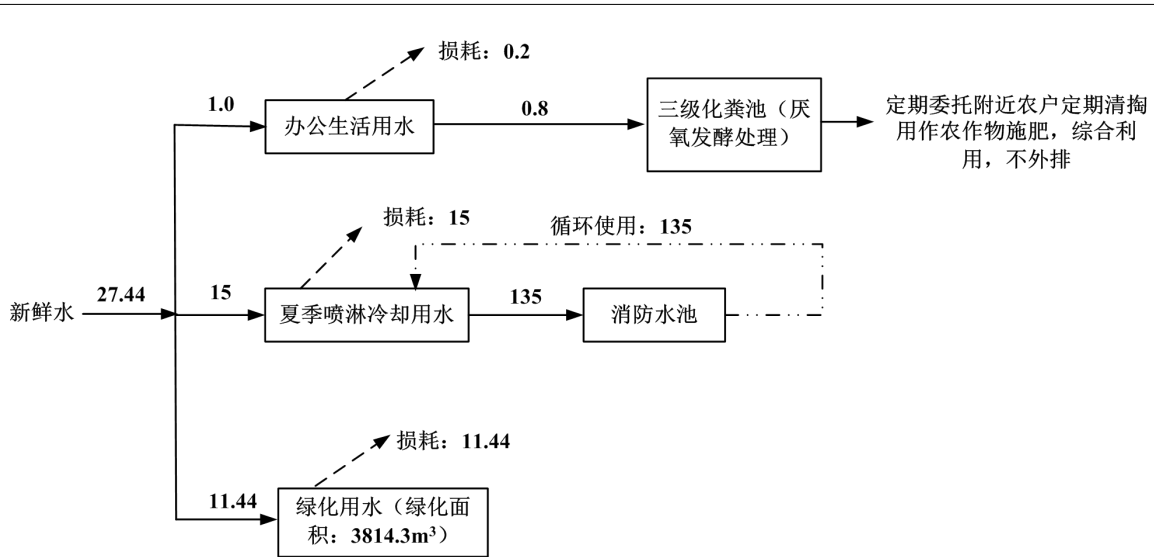 损耗：0.2
1.0
办公生活用水
0.8
三级化粪池（厌
氧发酵处理）
定期委托附近农户定期清掏
用作农作物施肥，综合利
用，不外排
损耗：15
循环使用：135
新鲜水
27.44
15
夏季喷淋冷却用水
135
消防水池
损耗：11.44
11.44
绿化用水（绿化面
积：3814.3m³）